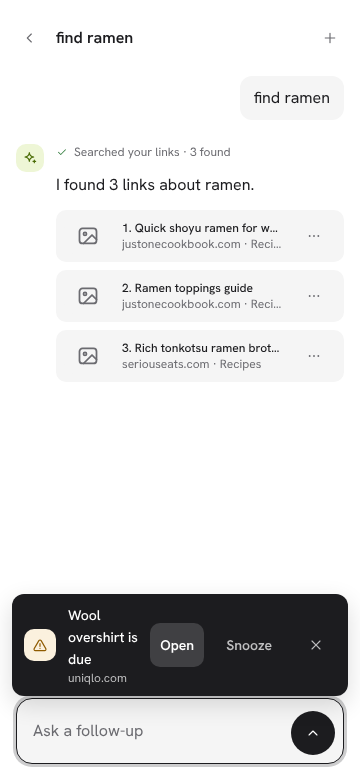 find ramen
find ramen
Searched your links · 3 found
I found 3 links about ramen.
1. Quick shoyu ramen for w...
justonecookbook.com · Reci...
2. Ramen toppings guide
justonecookbook.com · Reci...
3. Rich tonkotsu ramen brot...
seriouseats.com · Recipes
Wool
overshirt is
due
uniqlo.com
Open
Snooze
Ask a follow-up